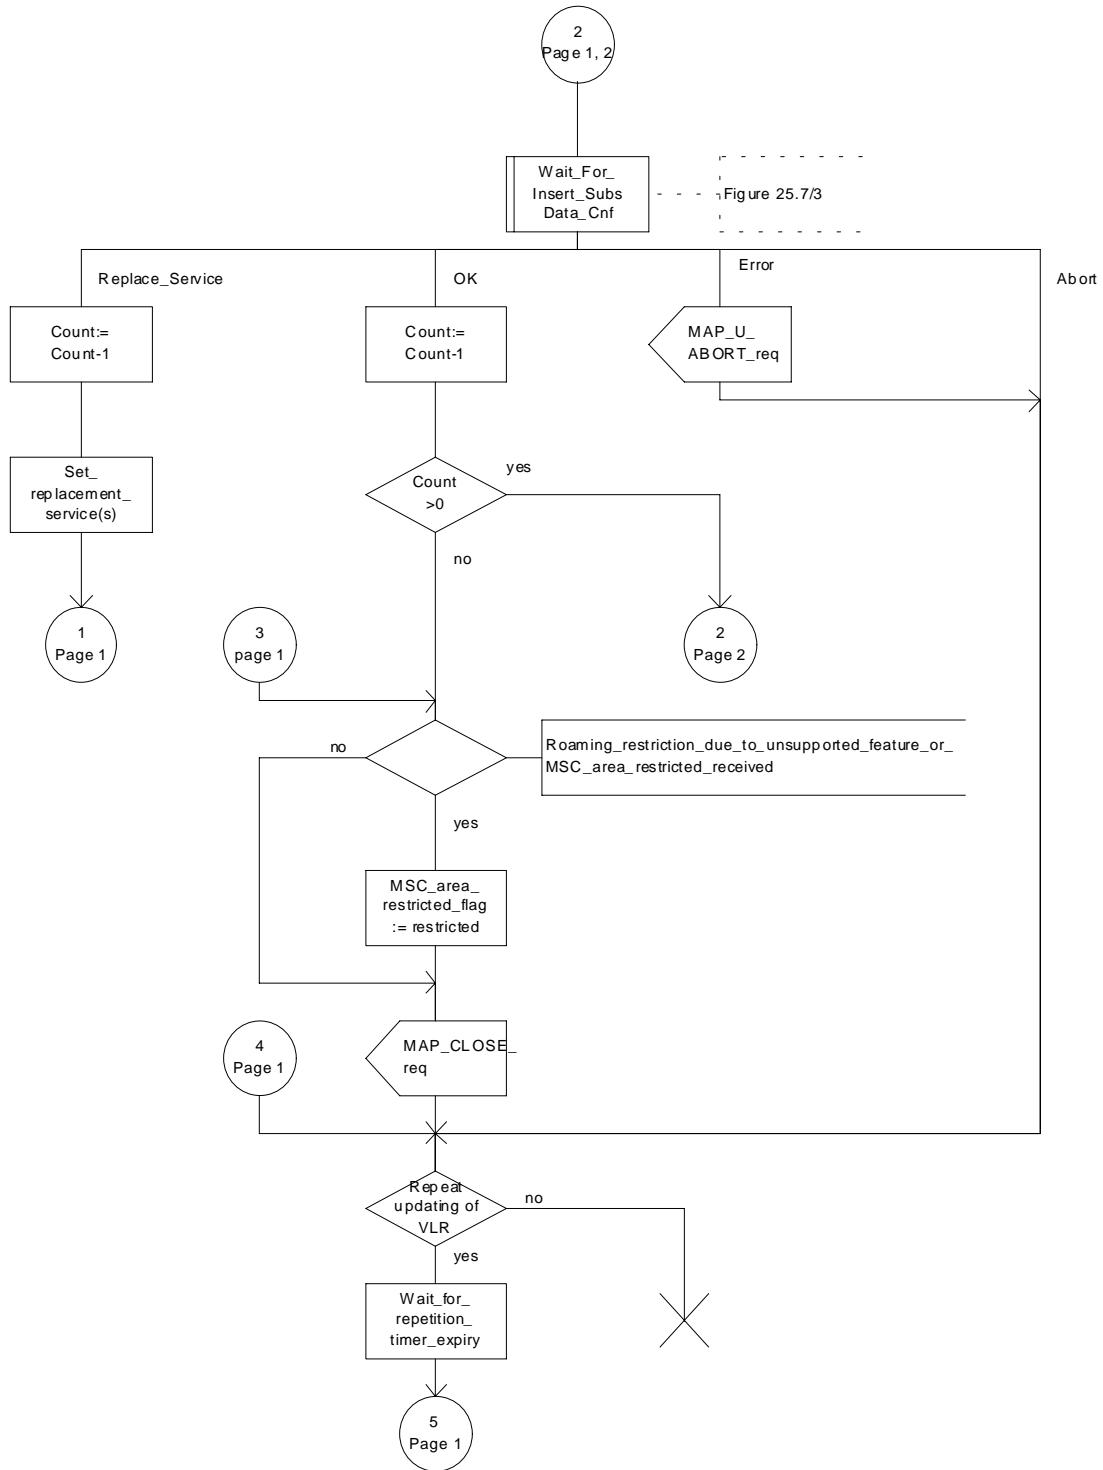 2
Page 1, 2
Wait_For_
Insert_Subs
Data_Cnf
Figure 25.7/3
Replace_Service
OK
Error
Abort
Count:=
Count-1
Count:=
Count-1
MAP_U_
ABORT_req
Set_
replacement_
service(s)
Count
>0
yes
no
1
Page 1
3
page 1
2
Page 2
no
Roaming_restriction_due_to_unsupported_feature_or_
MSC_area_restricted_received
yes
MSC_area_
restricted_flag
:= restricted
4
Page 1
MAP_CLOSE_
req
Repeat
updating of
VLR
no
yes
Wait_for_
repetition_
timer_expiry
5
Page 1